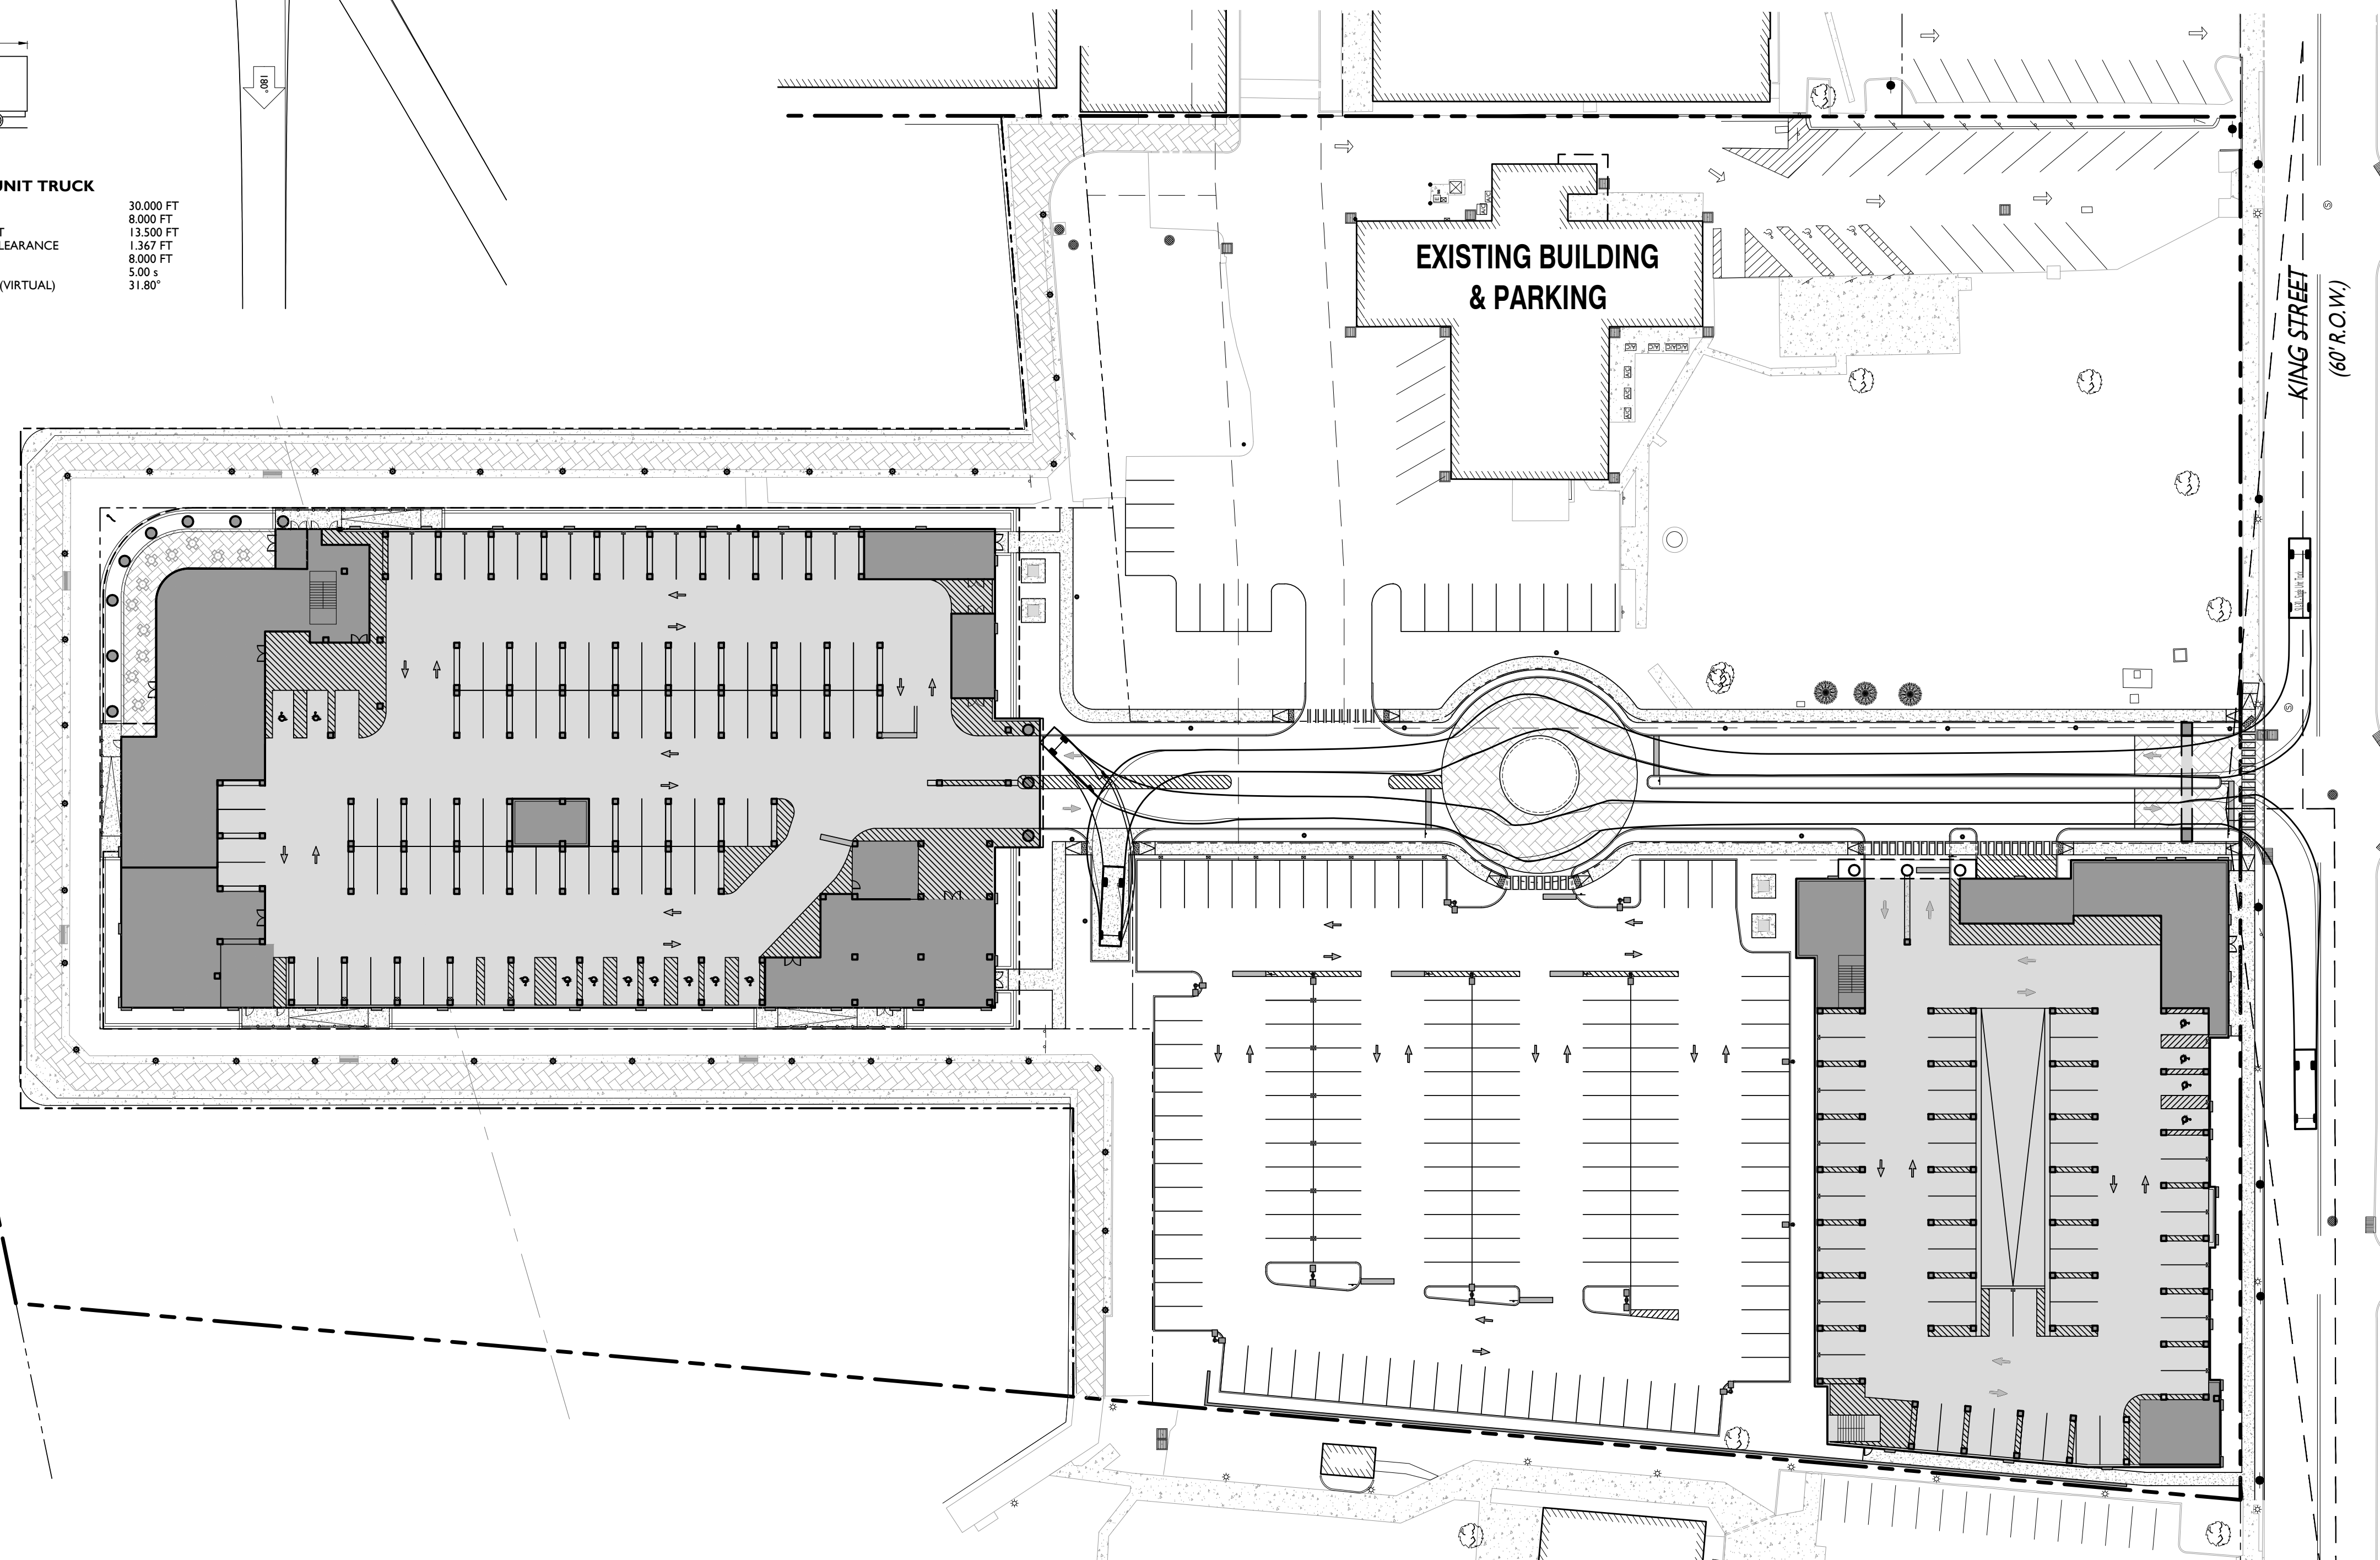 180°
UNIT TRUCK
30.000 FT
8.000 FT
T 13.500 FT
LEARANCE 1.367 FT
8.000 FT
5.00 s
(VIRTUAL) 31.80°
EXISTING BUILDING
& PARKING
KING STREET
(60' R.O.W.)